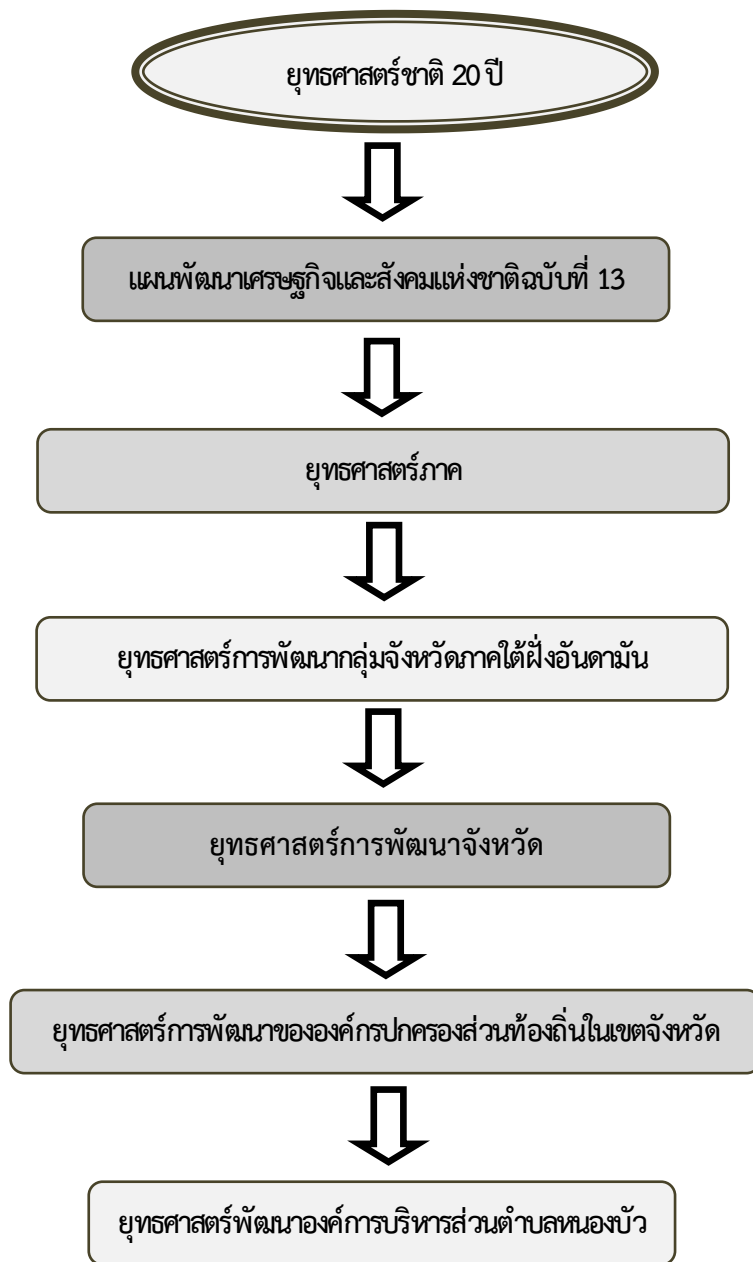 ยุทธศาสตร์ชาติ 20 ปี
แผนพัฒนาเศรษฐกิจและสังคมแห่งชาติฉบับที่ 13
ยุทธศาสตร์ภาค
ยุทธศาสตร์การพัฒนากลุ่มจังหวัดภาคใต้ฝั่งอันดามัน
ยุทธศาสตร์การพัฒนาจังหวัด
ยุทธศาสตร์การพัฒนาขององค์กรปกครองส่วนท้องถิ่นในเขตจังหวัด
ยุทธศาสตร์พัฒนาองค์การบริหารส่วนตำบลหนองบัว